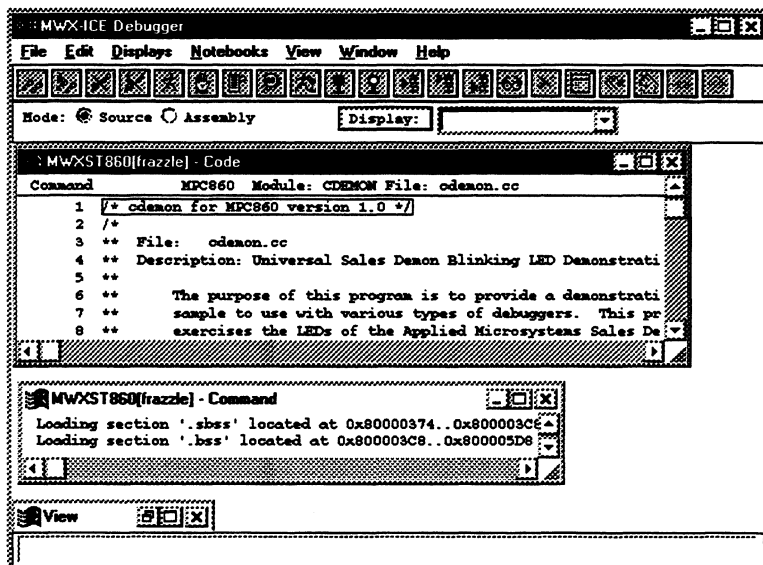 MWX-ICE Debugger
File Edit Displays Notebooks View Window Help
Mode: Source Assembly Display:
MWXST860[frazzle] - Code
Command MPC860 Module: CDEMON File: cdemon.cc
1 /* cdemon for MPC860 version 1.0 */
2 /*
3 ** File: cdemon.cc
4 ** Description: Universal Sales Demon Blinking LED Demonstrati
5 **
6 ** The purpose of this program is to provide a demonstrati
7 ** sample to use with various types of debuggers. This pr
8 ** exercises the LEDs of the Applied Microsystems Sales De
MWXST860[frazzle] - Command
Loading section '.sbss' located at 0x80000374..0x800003C8
Loading section '.bss' located at 0x800003C8..0x800005D8
View